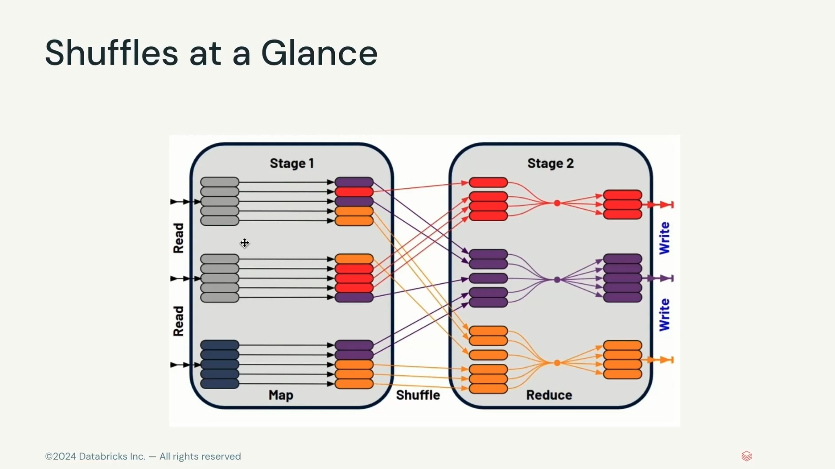 Shuffles at a Glance
Stage 1
Stage 2
Read
Read
Write
Write
Map
Shuffle
Reduce
©2024 Databricks Inc. — All rights reserved